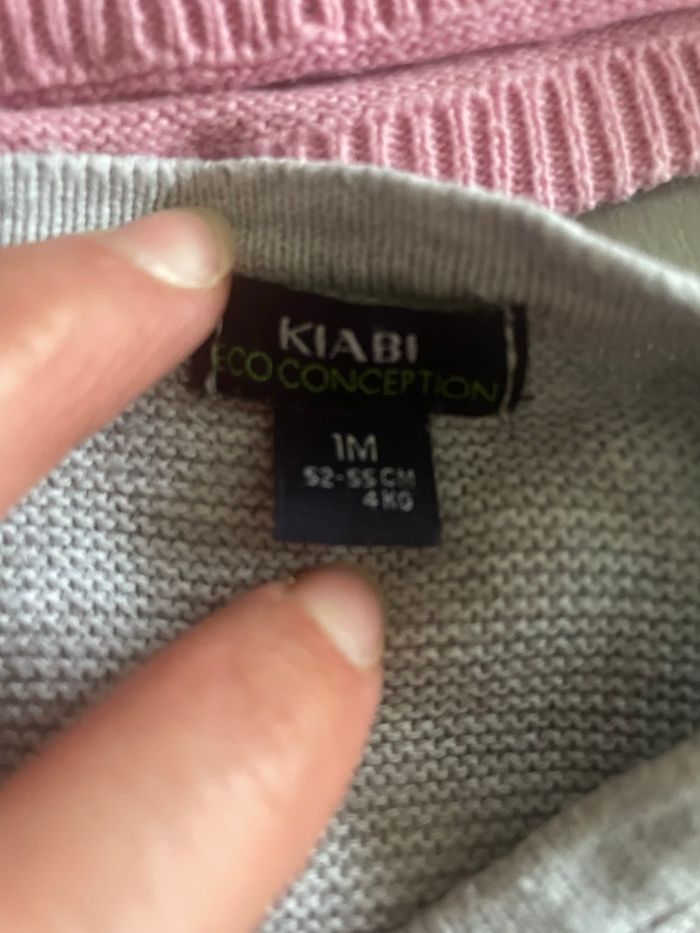 KIABI
ECO CONCEPTION
1M
52-55 CM
4 KG